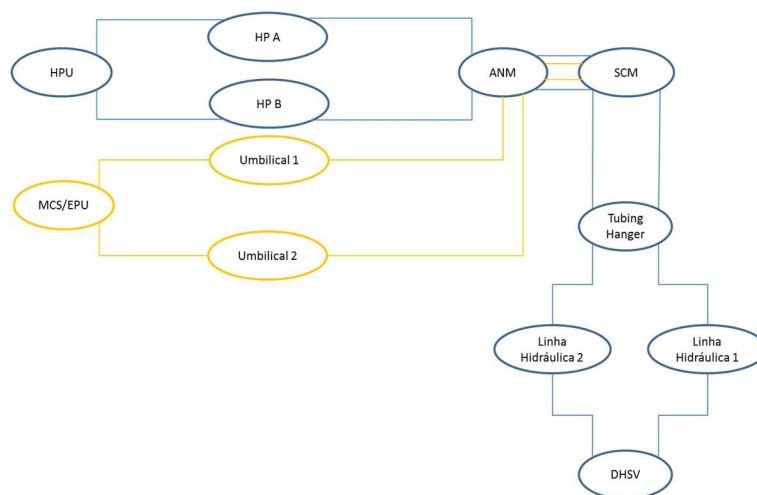 HP A
HPU
ANM
SCM
HP B
Umbilical 1
MCS/EPU
Umbilical 2
Tubing
Hanger
Linha
Hidráulica 2
Linha
Hidráulica 1
DHSV